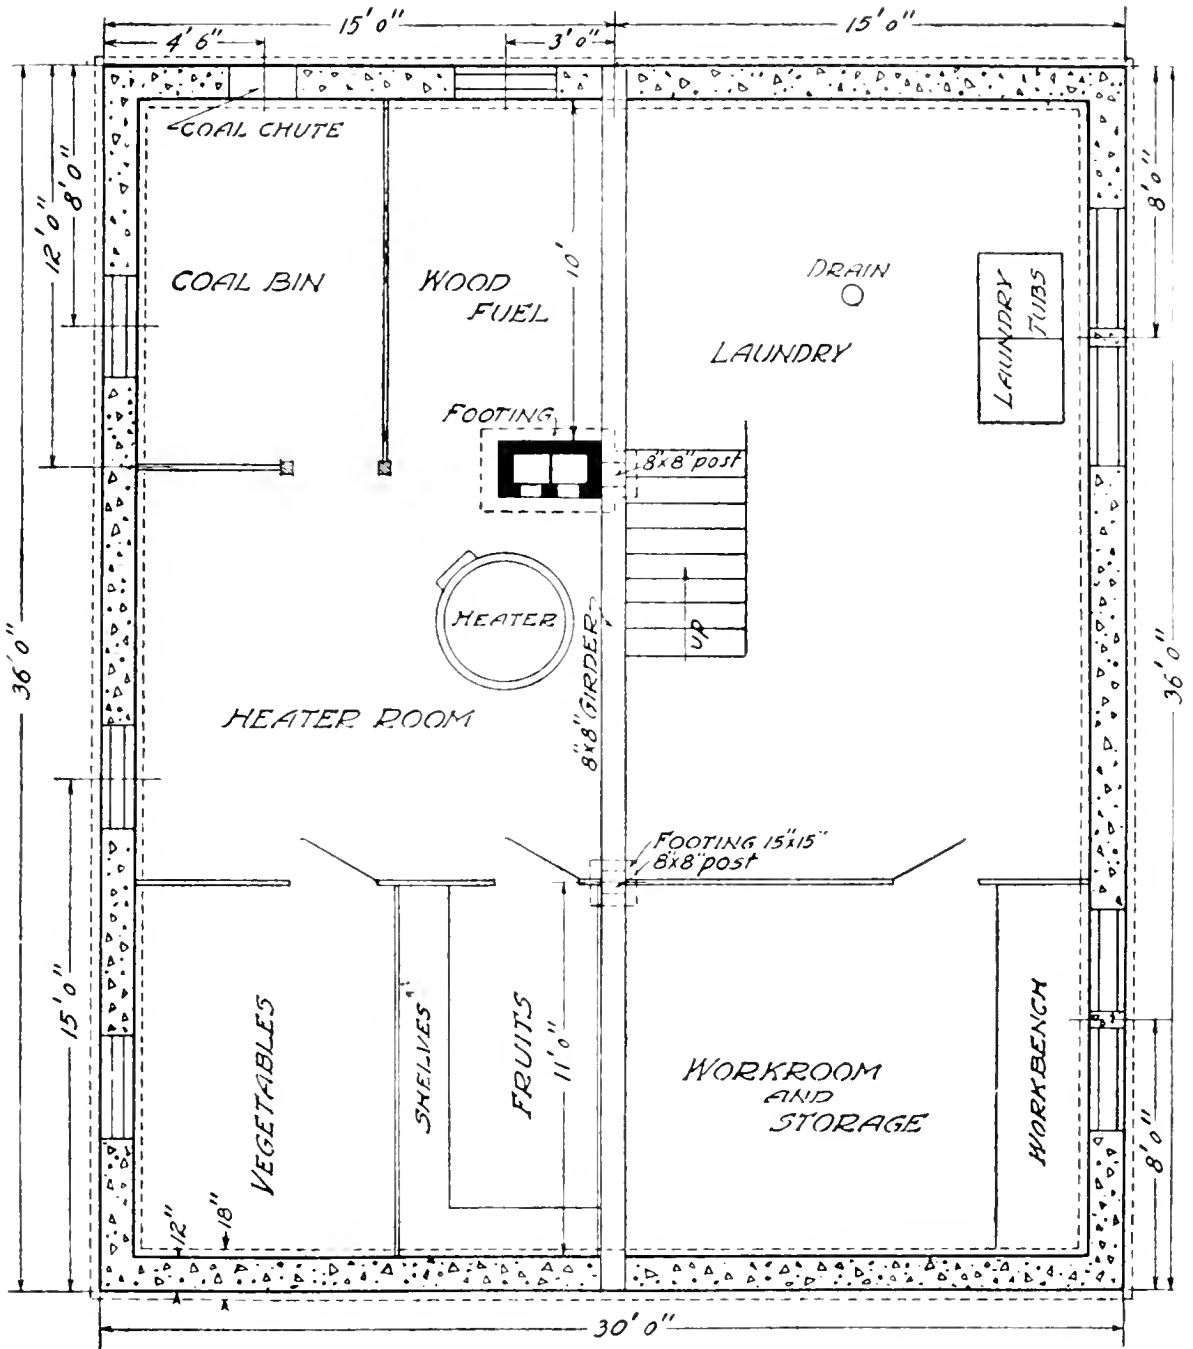 15'0"
15'0"
4'6"
3'0"
COAL CHUTE
8'0"
12'0"
8'0"
10'
COAL BIN
WOOD
FUEL
DRAIN
LAUNDRY
TUBS
LAUNDRY
FOOTING
8"x8" post
HEATER
UP
36'0"
36'0"
8"x8" GIRDER
HEATER ROOM
FOOTING 15"x15"
8"x8" post
15'0"
VEGETABLES
SHELVES
FRUITS
11'0"
WORKROOM
AND
STORAGE
WORKBENCH
8'0"
12"
18"
30'0"